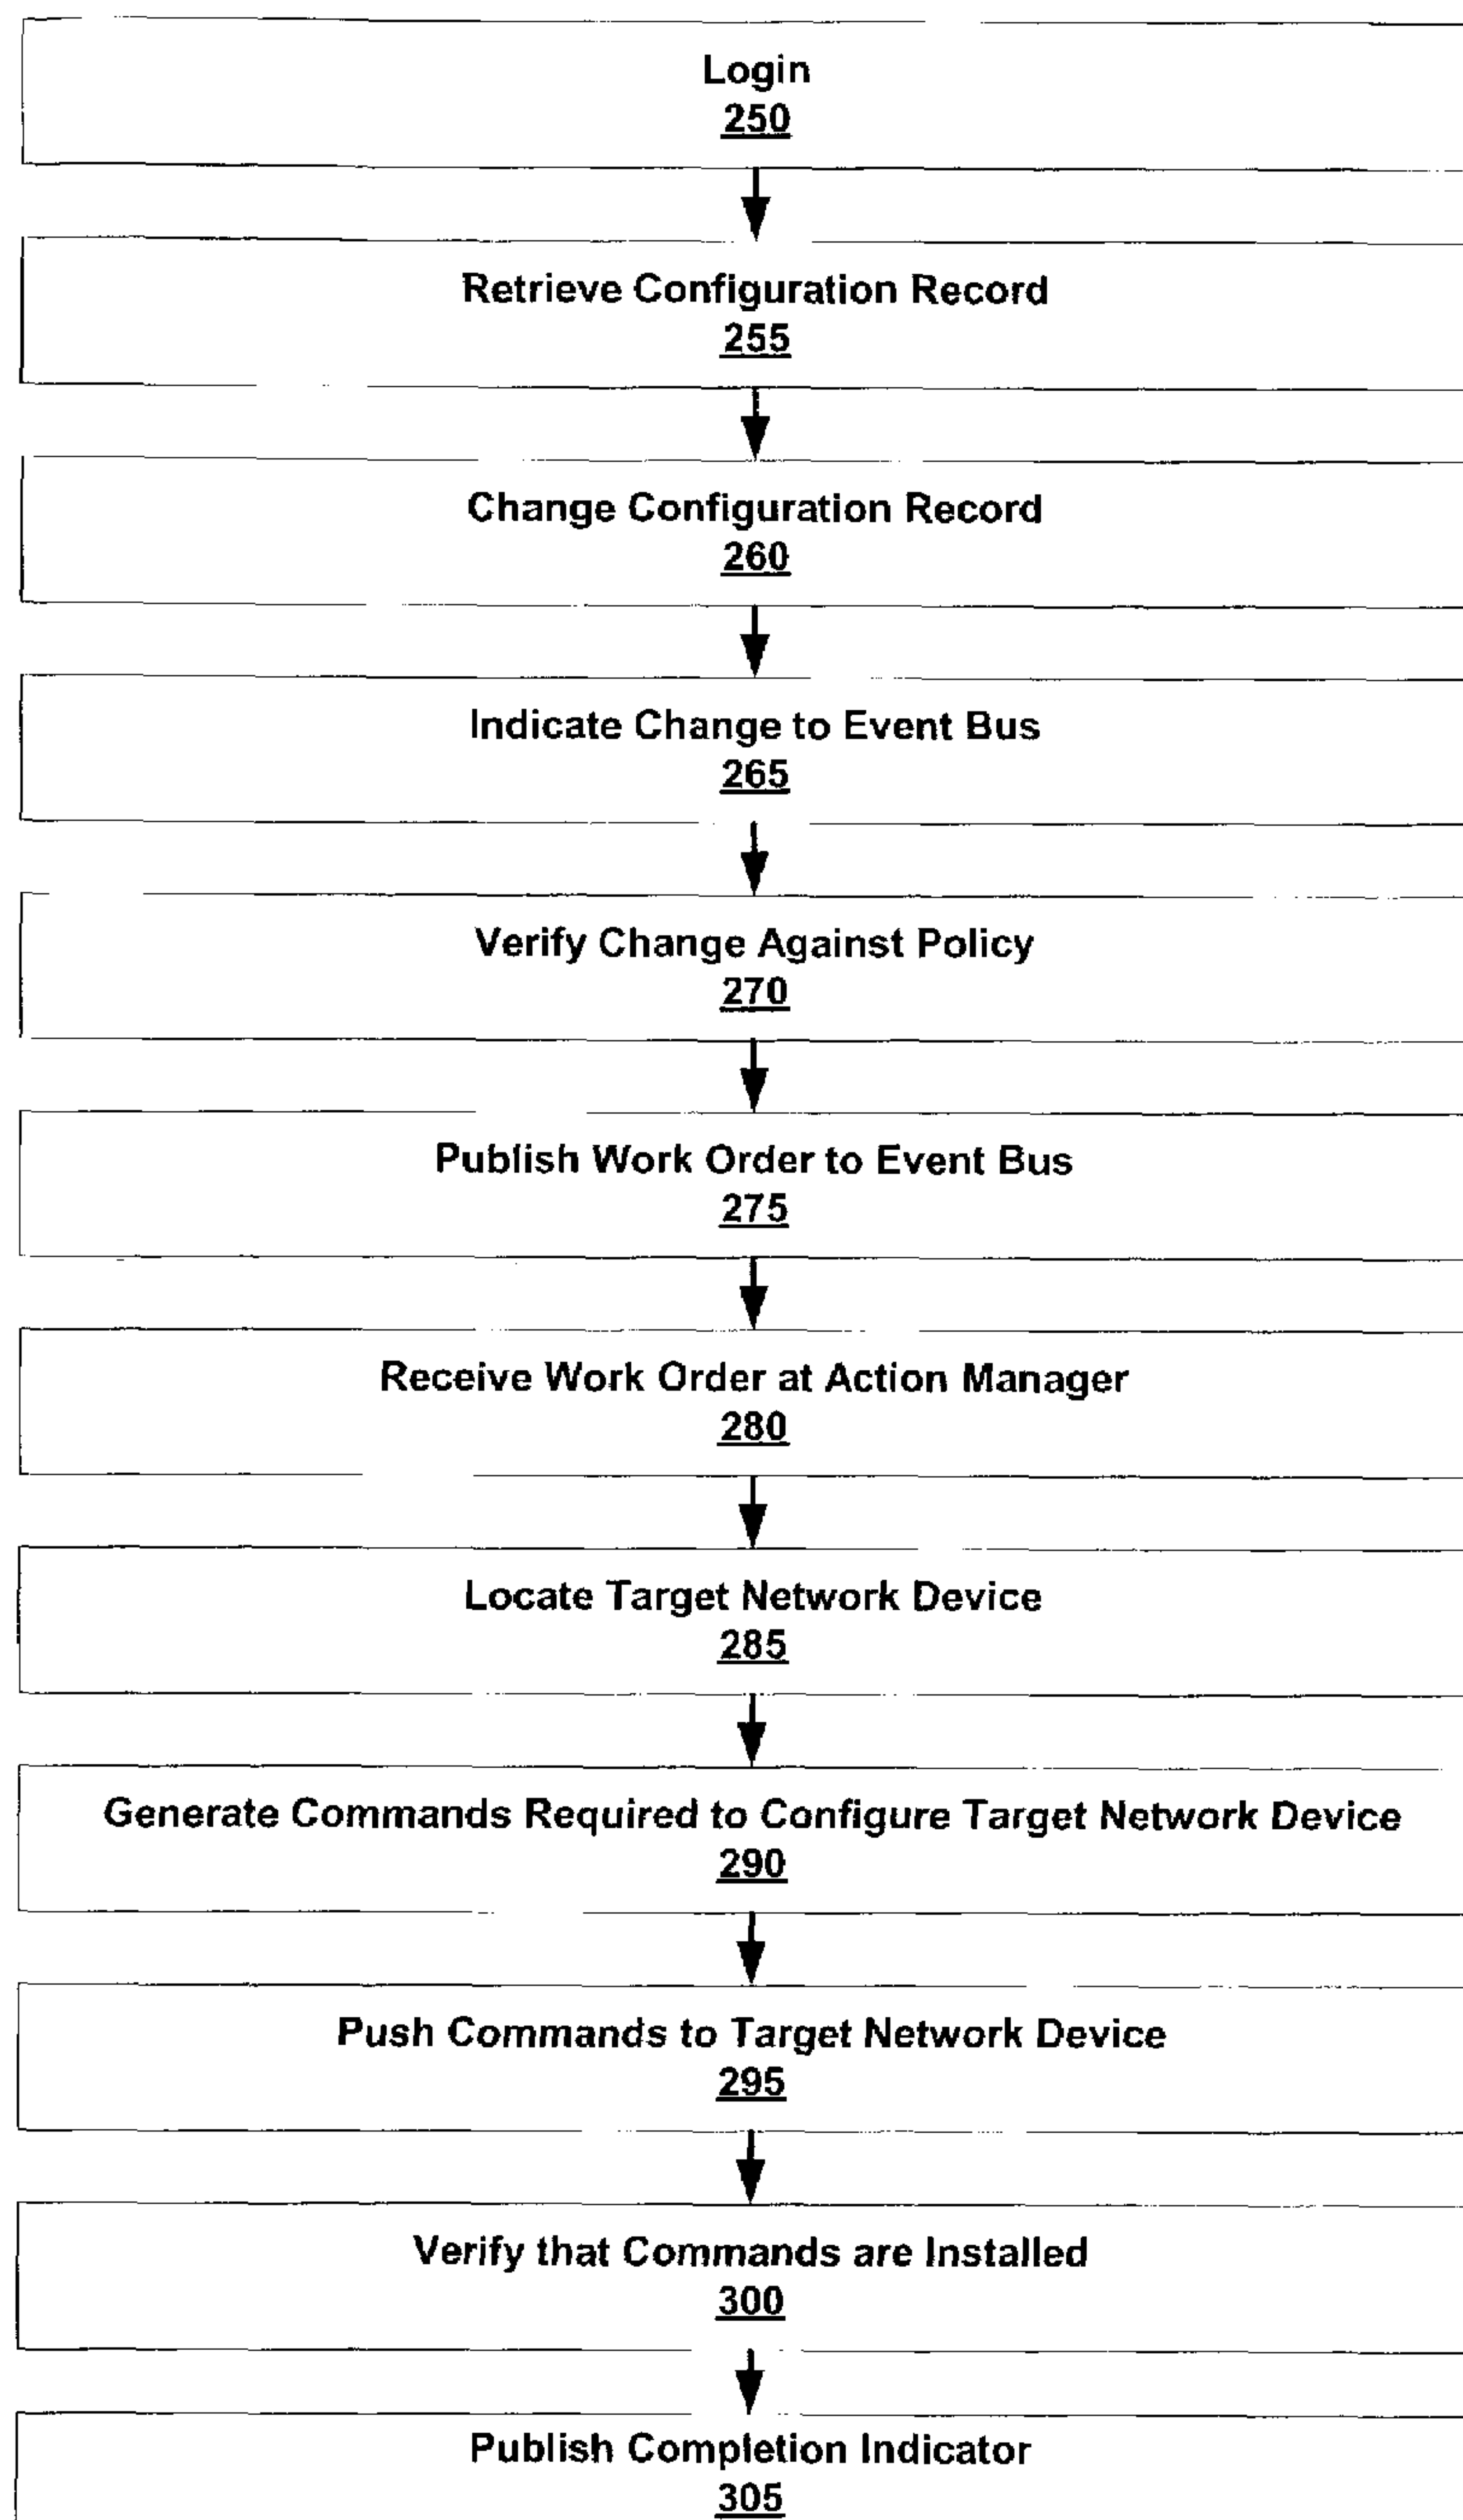 Login
250
Retrieve Configuration Record
255
Change Configuration Record
260
Indicate Change to Event Bus
265
Verify Change Against Policy
270
Publish Work Order to Event Bus
275
Receive Work Order at Action Manager
280
Locate Target Network Device
285
Generate Commands Required to Configure Target Network Device
290
Push Commands to Target Network Device
295
Verify that Commands are Installed
300
Publish Completion Indicator
305